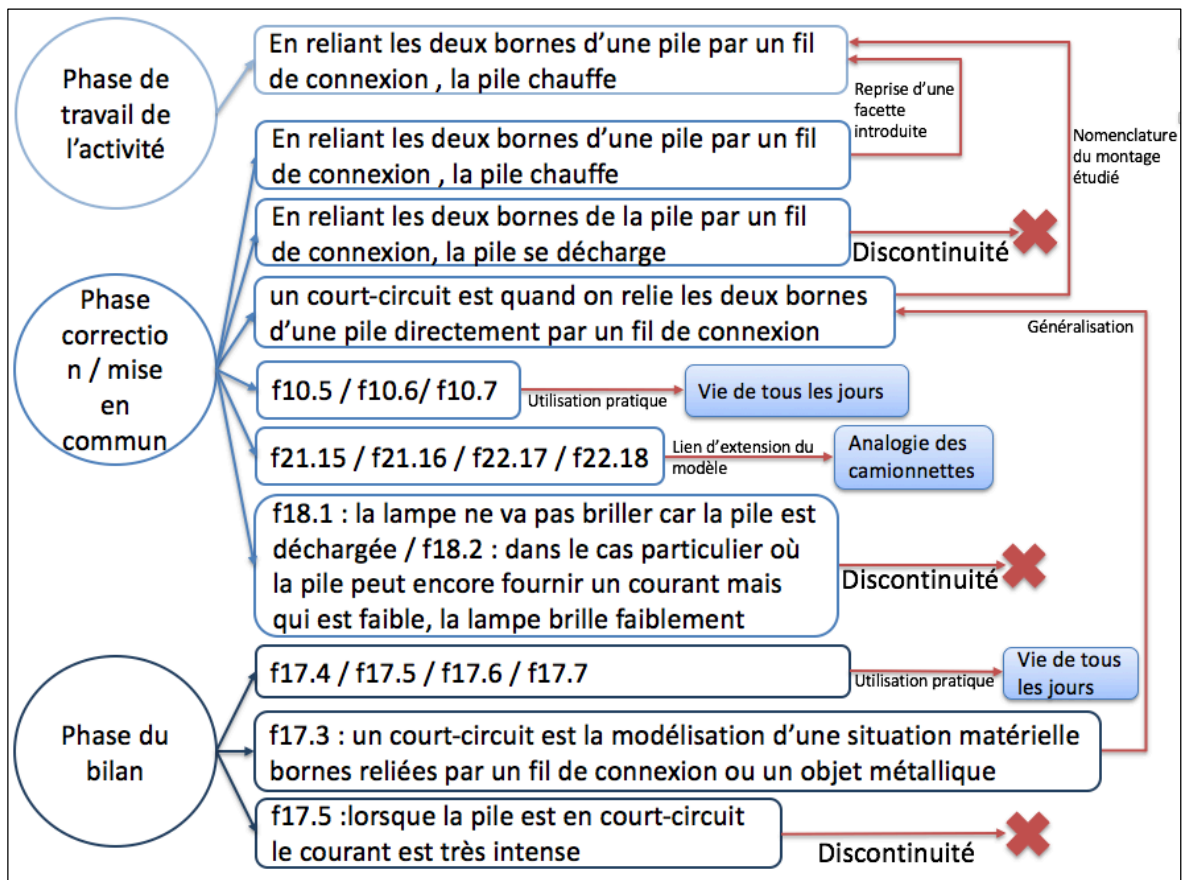 Phase de
travail de
l'activité
En reliant les deux bornes d'une pile par un fil
de connexion , la pile chauffe
Reprise d'une
facette
introduite
Nomenclature
du montage
étudié
En reliant les deux bornes d'une pile par un fil
de connexion , la pile chauffe
En reliant les deux bornes de la pile par un fil
de connexion, la pile se décharge
Discontinuité
Phase
correctio
n / mise
en
commun
un court-circuit est quand on relie les deux bornes
d'une pile directement par un fil de connexion
Généralisation
f10.5 / f10.6/ f10.7
Utilisation pratique
Vie de tous les jours
f21.15 / f21.16 / f22.17 / f22.18
Lien d'extension du
modèle
Analogie des
camionnettes
f18.1 : la lampe ne va pas briller car la pile est
déchargée / f18.2 : dans le cas particulier où
la pile peut encore fournir un courant mais
qui est faible, la lampe brille faiblement
Discontinuité
Phase du
bilan
f17.4 / f17.5 / f17.6 / f17.7
Utilisation pratique
Vie de tous
les jours
f17.3 : un court-circuit est la modélisation d'une situation matérielle
bornes reliées par un fil de connexion ou un objet métallique
f17.5 :lorsque la pile est en court-circuit
le courant est très intense
Discontinuité